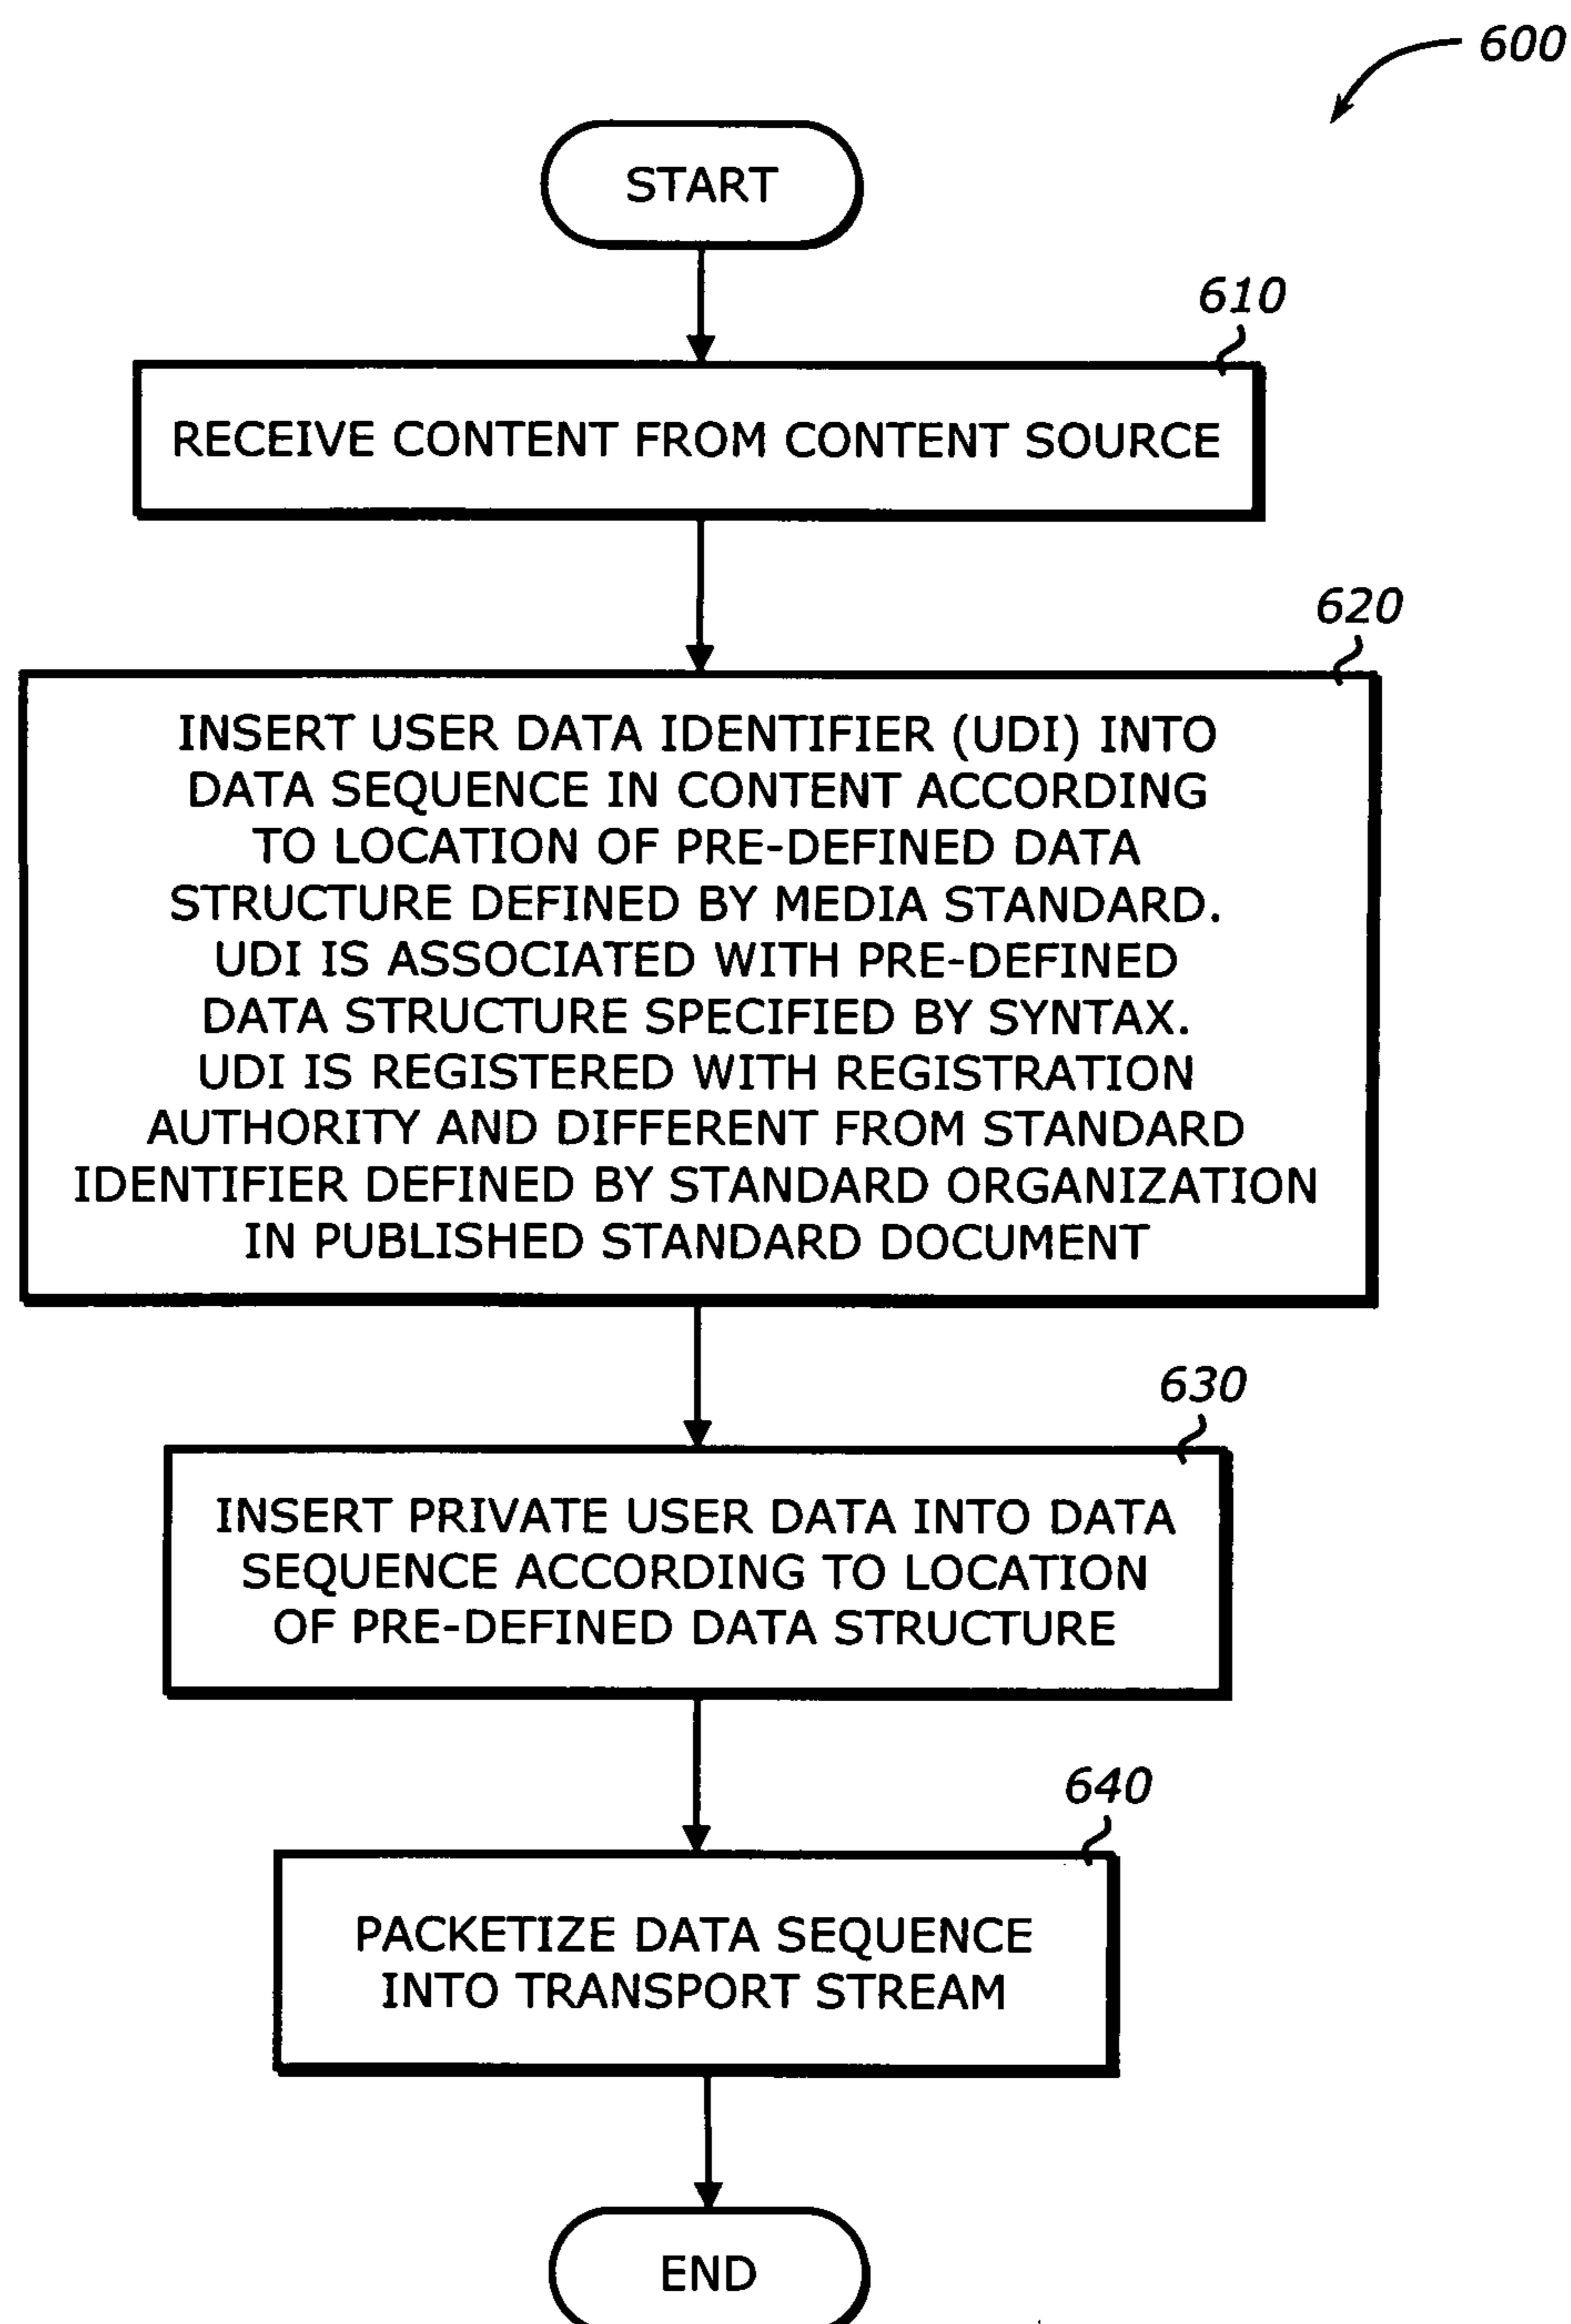 600
START
610
RECEIVE CONTENT FROM CONTENT SOURCE
620
INSERT USER DATA IDENTIFIER (UDI) INTO
DATA SEQUENCE IN CONTENT ACCORDING
TO LOCATION OF PRE-DEFINED DATA
STRUCTURE DEFINED BY MEDIA STANDARD.
UDI IS ASSOCIATED WITH PRE-DEFINED
DATA STRUCTURE SPECIFIED BY SYNTAX.
UDI IS REGISTERED WITH REGISTRATION
AUTHORITY AND DIFFERENT FROM STANDARD
IDENTIFIER DEFINED BY STANDARD ORGANIZATION
IN PUBLISHED STANDARD DOCUMENT
630
INSERT PRIVATE USER DATA INTO DATA
SEQUENCE ACCORDING TO LOCATION
OF PRE-DEFINED DATA STRUCTURE
640
PACKETIZE DATA SEQUENCE
INTO TRANSPORT STREAM
END